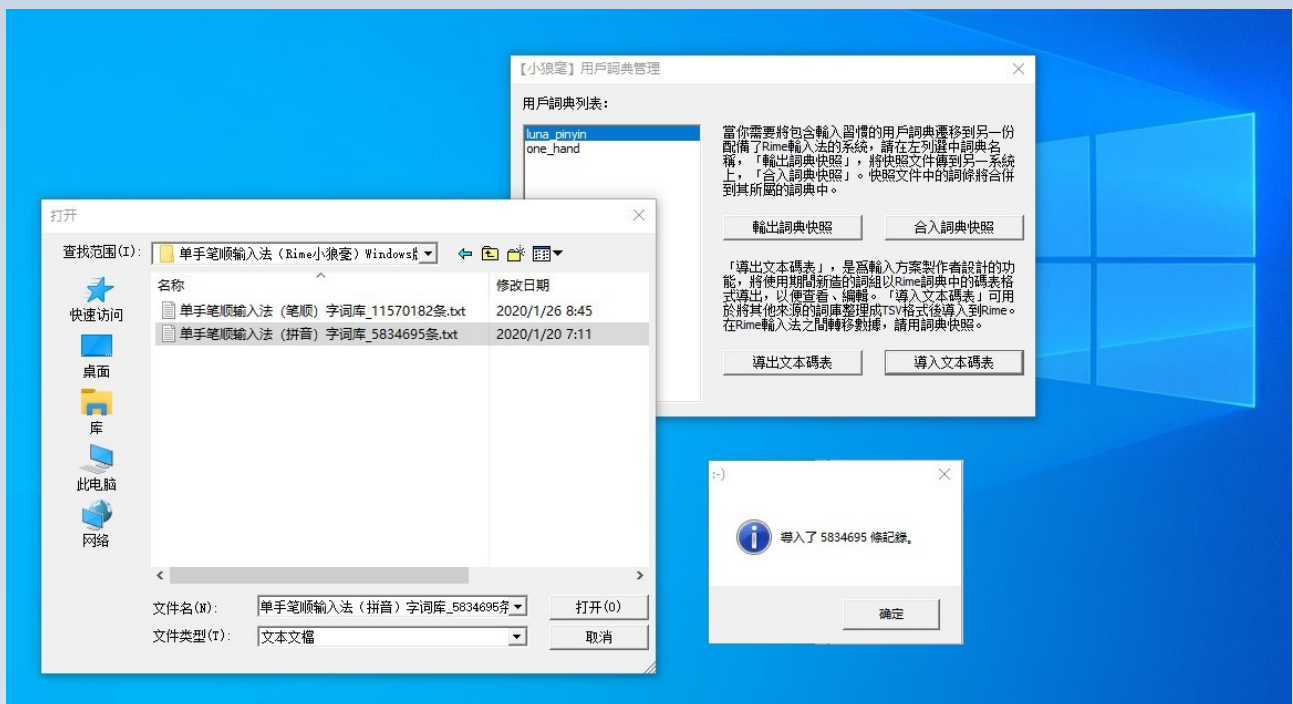 【小狼毫】用戶詞典管理
用戶詞典列表：
luna_pinyin
one_hand
當你需要將包含輸入習慣的用戶詞典遷移到另一份
配備了Rime輸入法的系統，請在左列選中詞典名
稱，「輸出詞典快照」，將快照文件傳到另一系統
上，「合入詞典快照」。快照文件中的詞條將合併
到其所屬的詞典中。
輸出詞典快照
合入詞典快照
「導出文本碼表」，是爲輸入方案製作者設計的功
能，將使用期間新造的詞組以Rime詞典中的碼表格
式導出，以便查看、編輯。「導入文本碼表」可用
於將其他來源的詞庫整理成TSV格式後導入到Rime。
在Rime輸入法之間轉移數據，請用詞典快照。
導出文本碼表
導入文本碼表
打开
查找范围(I):
单手笔顺输入法（Rime小狼毫）Windows
名称
修改日期
单手笔顺输入法（笔顺）字词库_11570182条.txt
2020/1/26 8:45
单手笔顺输入法（拼音）字词库_5834695条.txt
2020/1/20 7:11
快速访问
桌面
库
此电脑
网络
文件名(N):
单手笔顺输入法（拼音）字词库_5834695条
打开(O)
文件类型(T):
文本文檔
取消
:-)
導入了 5834695 條記錄。
确定